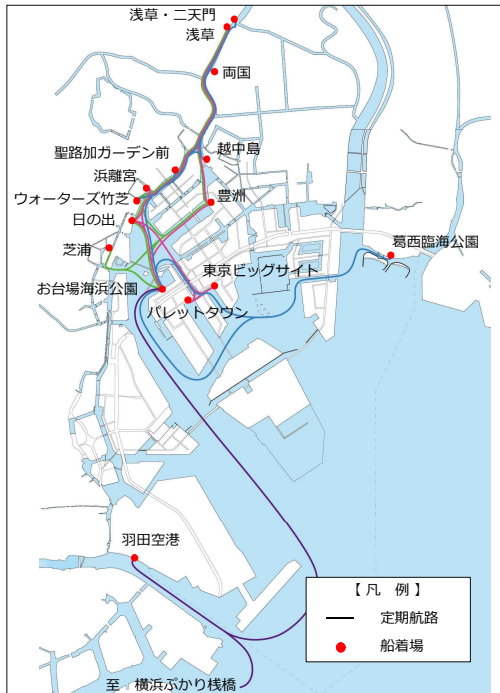 浅草・二天門
浅草
両国
越中島
聖路加ガーデン前
浜離宮
ウォーターズ竹芝
豊洲
日の出
芝浦
葛西臨海公園
東京ビッグサイト
お台場海浜公園
パレットタウン
羽田空港
【 凡 例 】
定期航路
船着場
至 横浜ぷかり桟橋